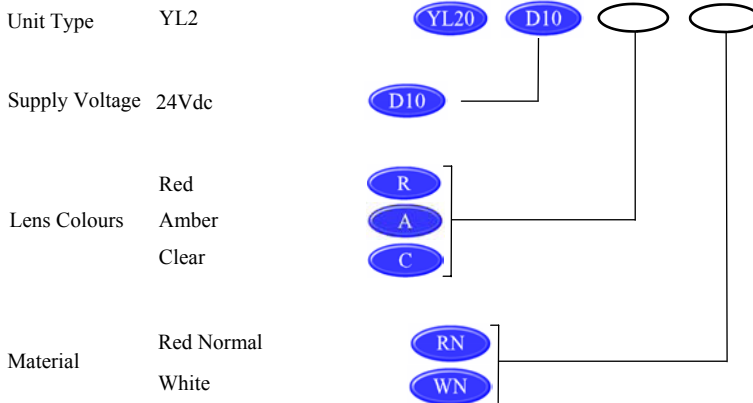 Unit Type YL2 YL20 D10
Supply Voltage 24Vdc D10
Red R
Lens Colours Amber A
Clear C
Red Normal RN
Material
White WN